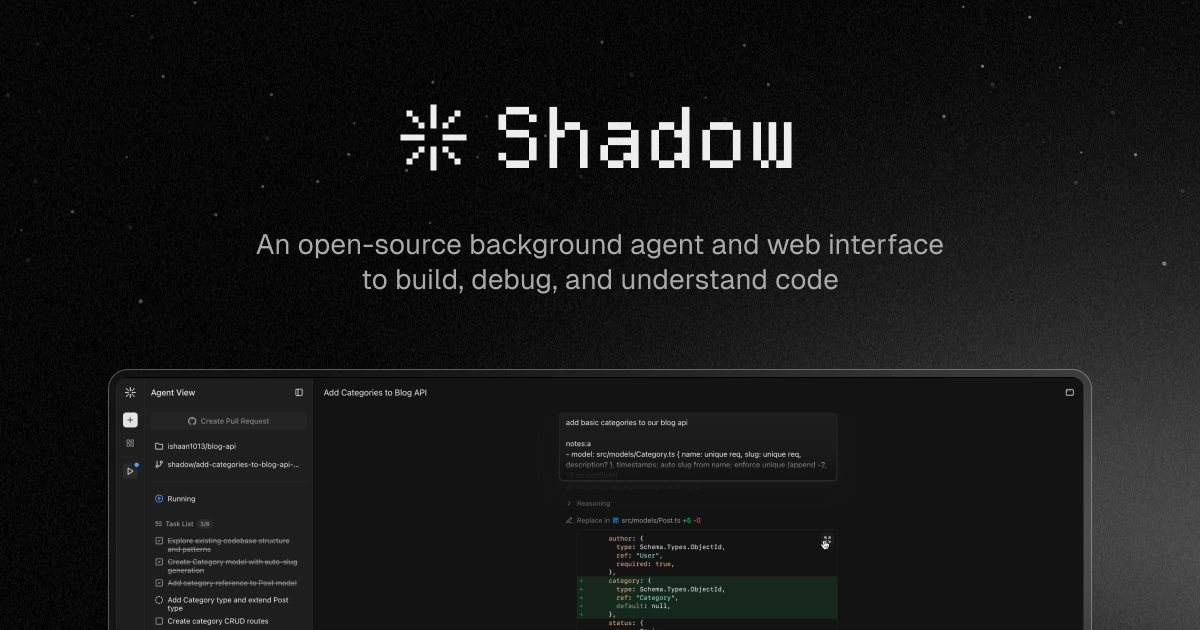 Shadow
An open-source background agent and web interface
to build, debug, and understand code
Agent View
Create Pull Request
ishaan1013/blog-api
shadow/add-categories-to-blog-api-...
Running
Task List 3/8
Explore existing codebase structure
and patterns
Create Category model with auto-slug
generation
Add category reference to Post model
Add Category type and extend Post
type
Create category CRUD routes
Add Categories to Blog API
add basic categories to our blog api
notes:a
- model: src/models/Category.ts { name: unique req, slug: unique req,
description? }, timestamps; auto slug from name; enforce unique (append -2,
Reasoning
Replace in src/models/Post.ts +5 -0
author: {
type: Schema.Types.ObjectId,
ref: "User",
required: true,
},
+ category: {
+ type: Schema.Types.ObjectId,
+ ref: "Category",
+ default: null,
+ },
status: {